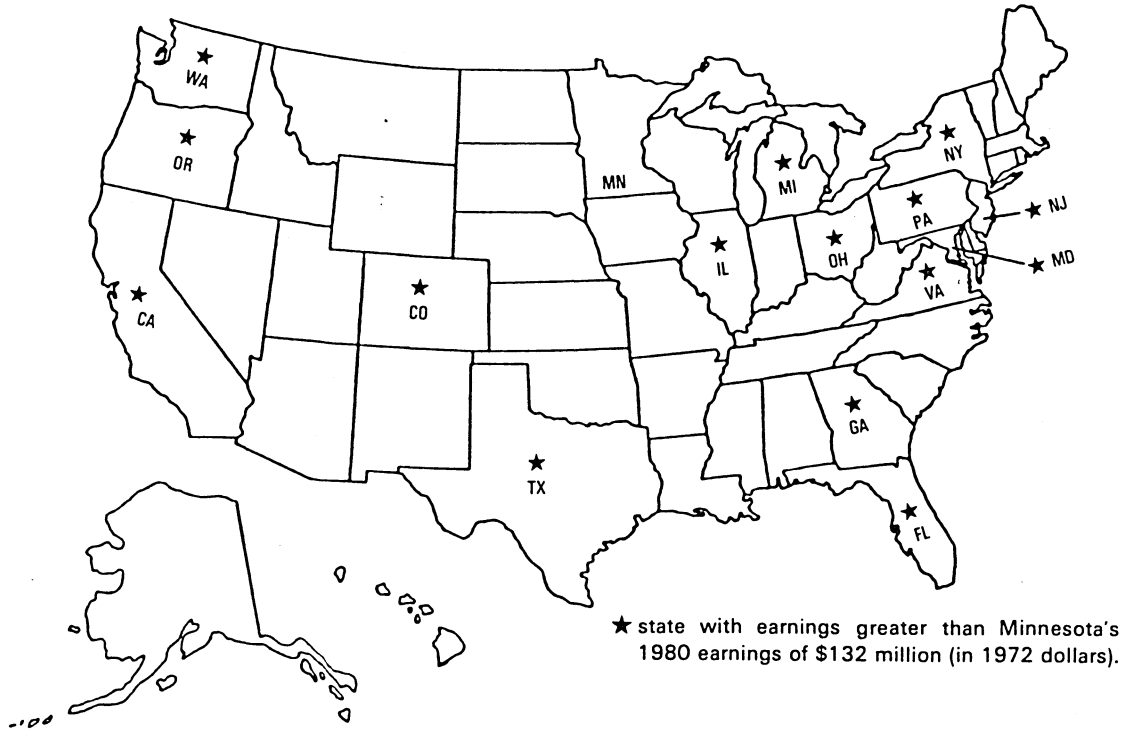 WA
OR
MN
MI
NY
NJ
PA
IL
OH
MD
VA
CA
CO
GA
TX
FL
★ state with earnings greater than Minnesota's
1980 earnings of $132 million (in 1972 dollars).